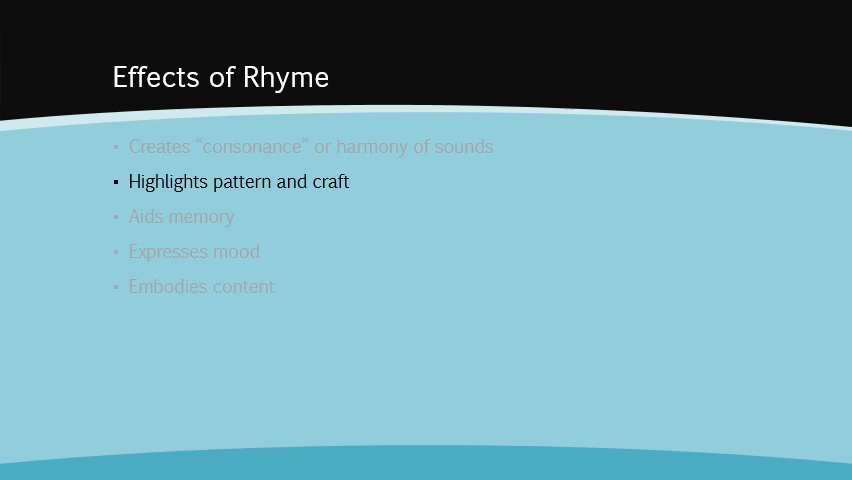 Effects of Rhyme
▪ Creates “consonance” or harmony of sounds
▪ Highlights pattern and craft
▪ Aids memory
▪ Expresses mood
▪ Embodies content